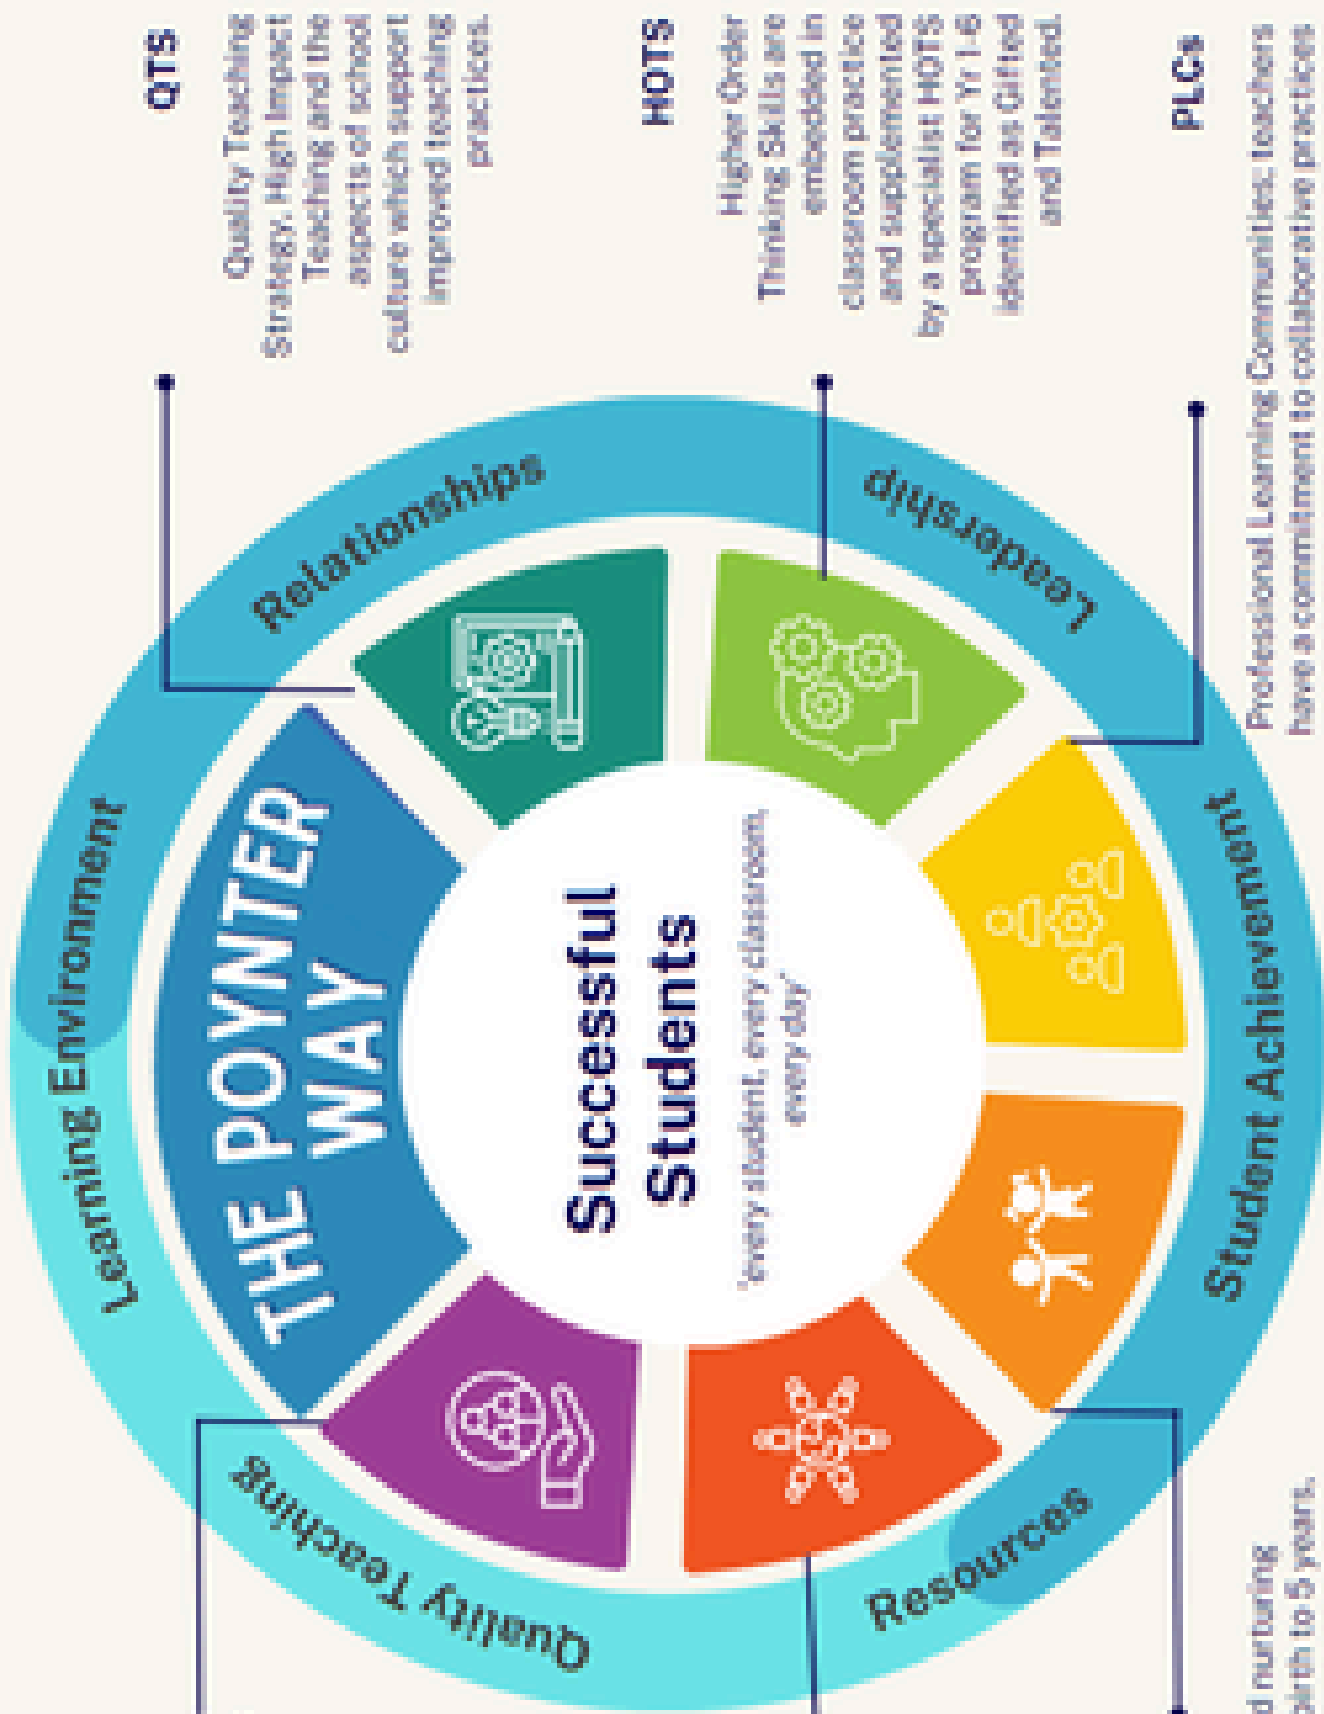 QTS
Quality Teaching
Strategy. High Impact
Teaching and the
aspects of school
culture which support
improved teaching
practices.
HOTS
Higher Order
Thinking Skills are
embedded in
classroom practice
and supplemented
by a specialist HOTS
program for Yr 1-6
identified as Gifted
and Talented.
PLCs
Professional Learning Communities: teachers
have a commitment to collaborative practices
Learning Environment
Relationships
Leadership
Student Achievement
Resources
Quality Teaching
THE POYNTER
WAY
Successful
Students
'every student, every classroom,
every day'
nurturing
birth to 5 years,